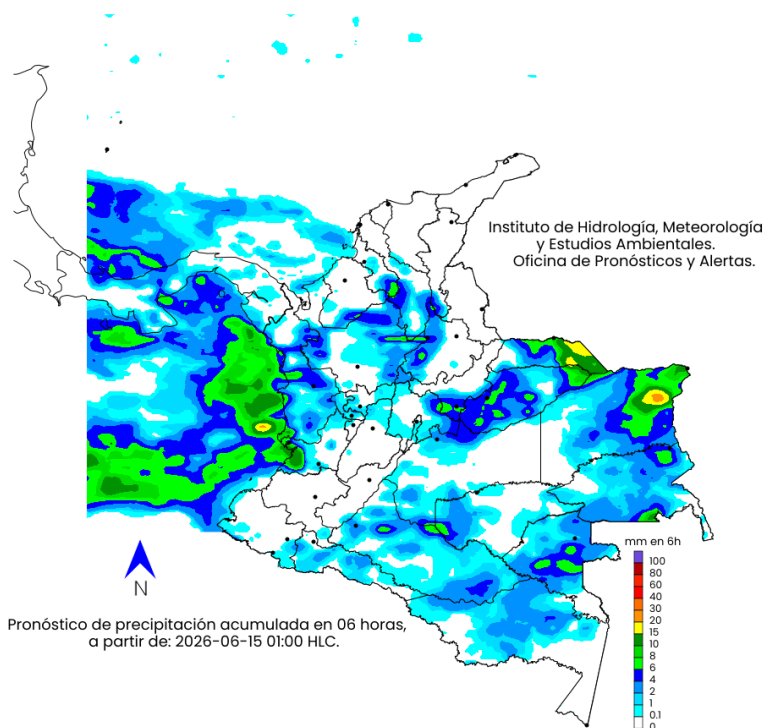 Instituto de Hidrología, Meteorología
y Estudios Ambientales.
Oficina de Pronósticos y Alertas.
mm en 6h
100
80
60
40
30
20
15
10
8
6
4
2
1
0.1
0
N
Pronóstico de precipitación acumulada en 06 horas,
a partir de: 2026-06-15 01:00 HLC.